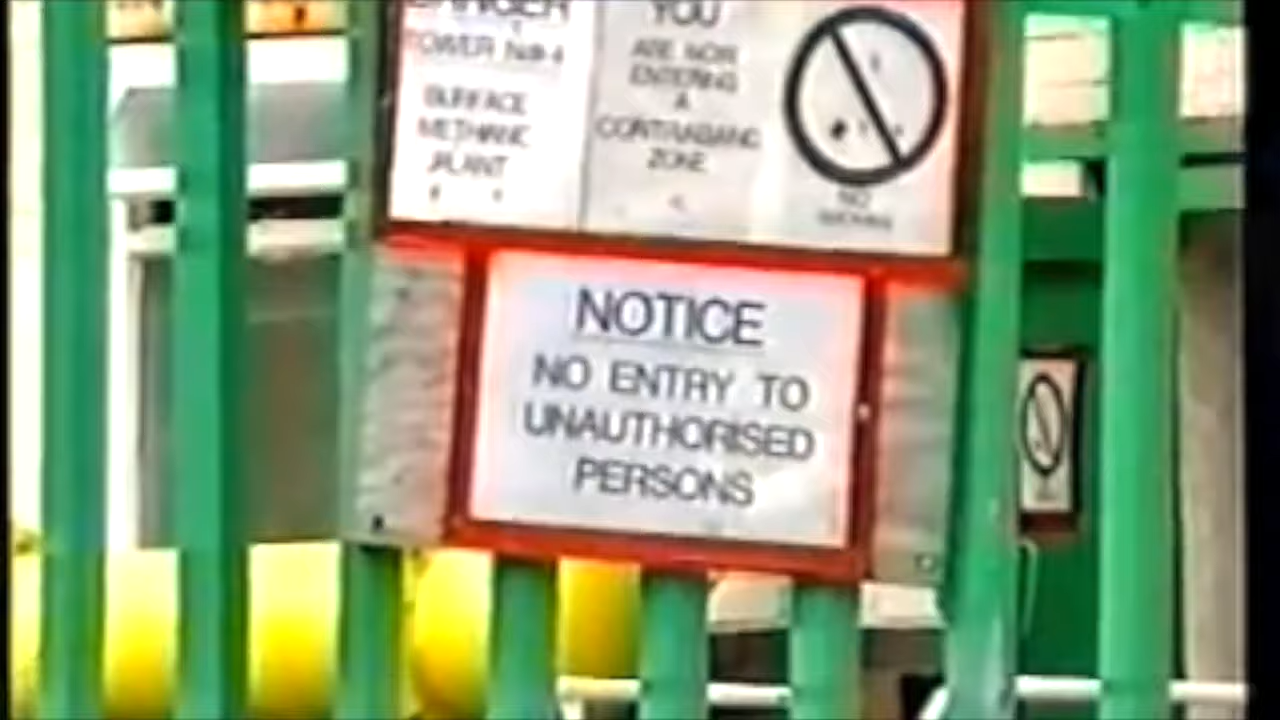 DANGER
TOWER No 4
SURFACE
METHANE
PLANT
YOU
ARE NOW
ENTERING
A
CONTRABAND
ZONE
NO
SMOKING
NOTICE
NO ENTRY TO
UNAUTHORISED
PERSONS